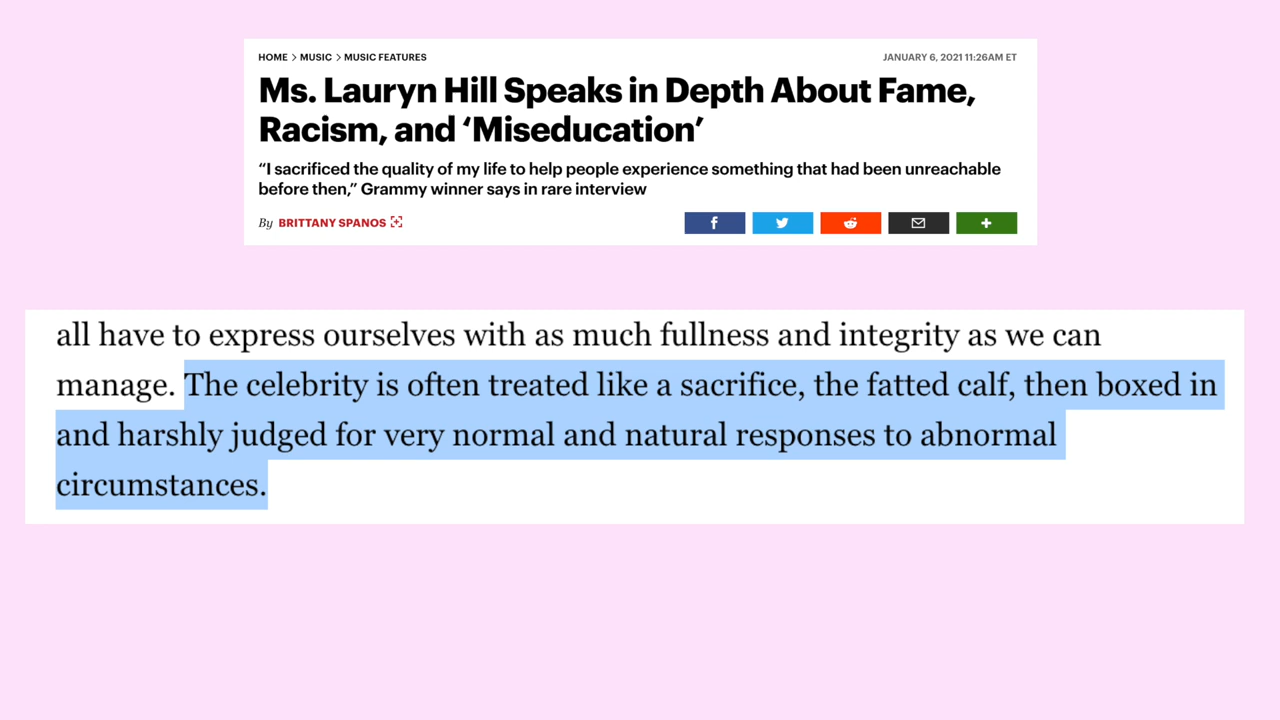 HOME > MUSIC > MUSIC FEATURES JANUARY 6, 2021 11:26AM ET
Ms. Lauryn Hill Speaks in Depth About Fame,
Racism, and ‘Miseducation’
“I sacrificed the quality of my life to help people experience something that had been unreachable
before then,” Grammy winner says in rare interview
By BRITTANY SPANOS
all have to express ourselves with as much fullness and integrity as we can
manage. The celebrity is often treated like a sacrifice, the fatted calf, then boxed in
and harshly judged for very normal and natural responses to abnormal
circumstances.